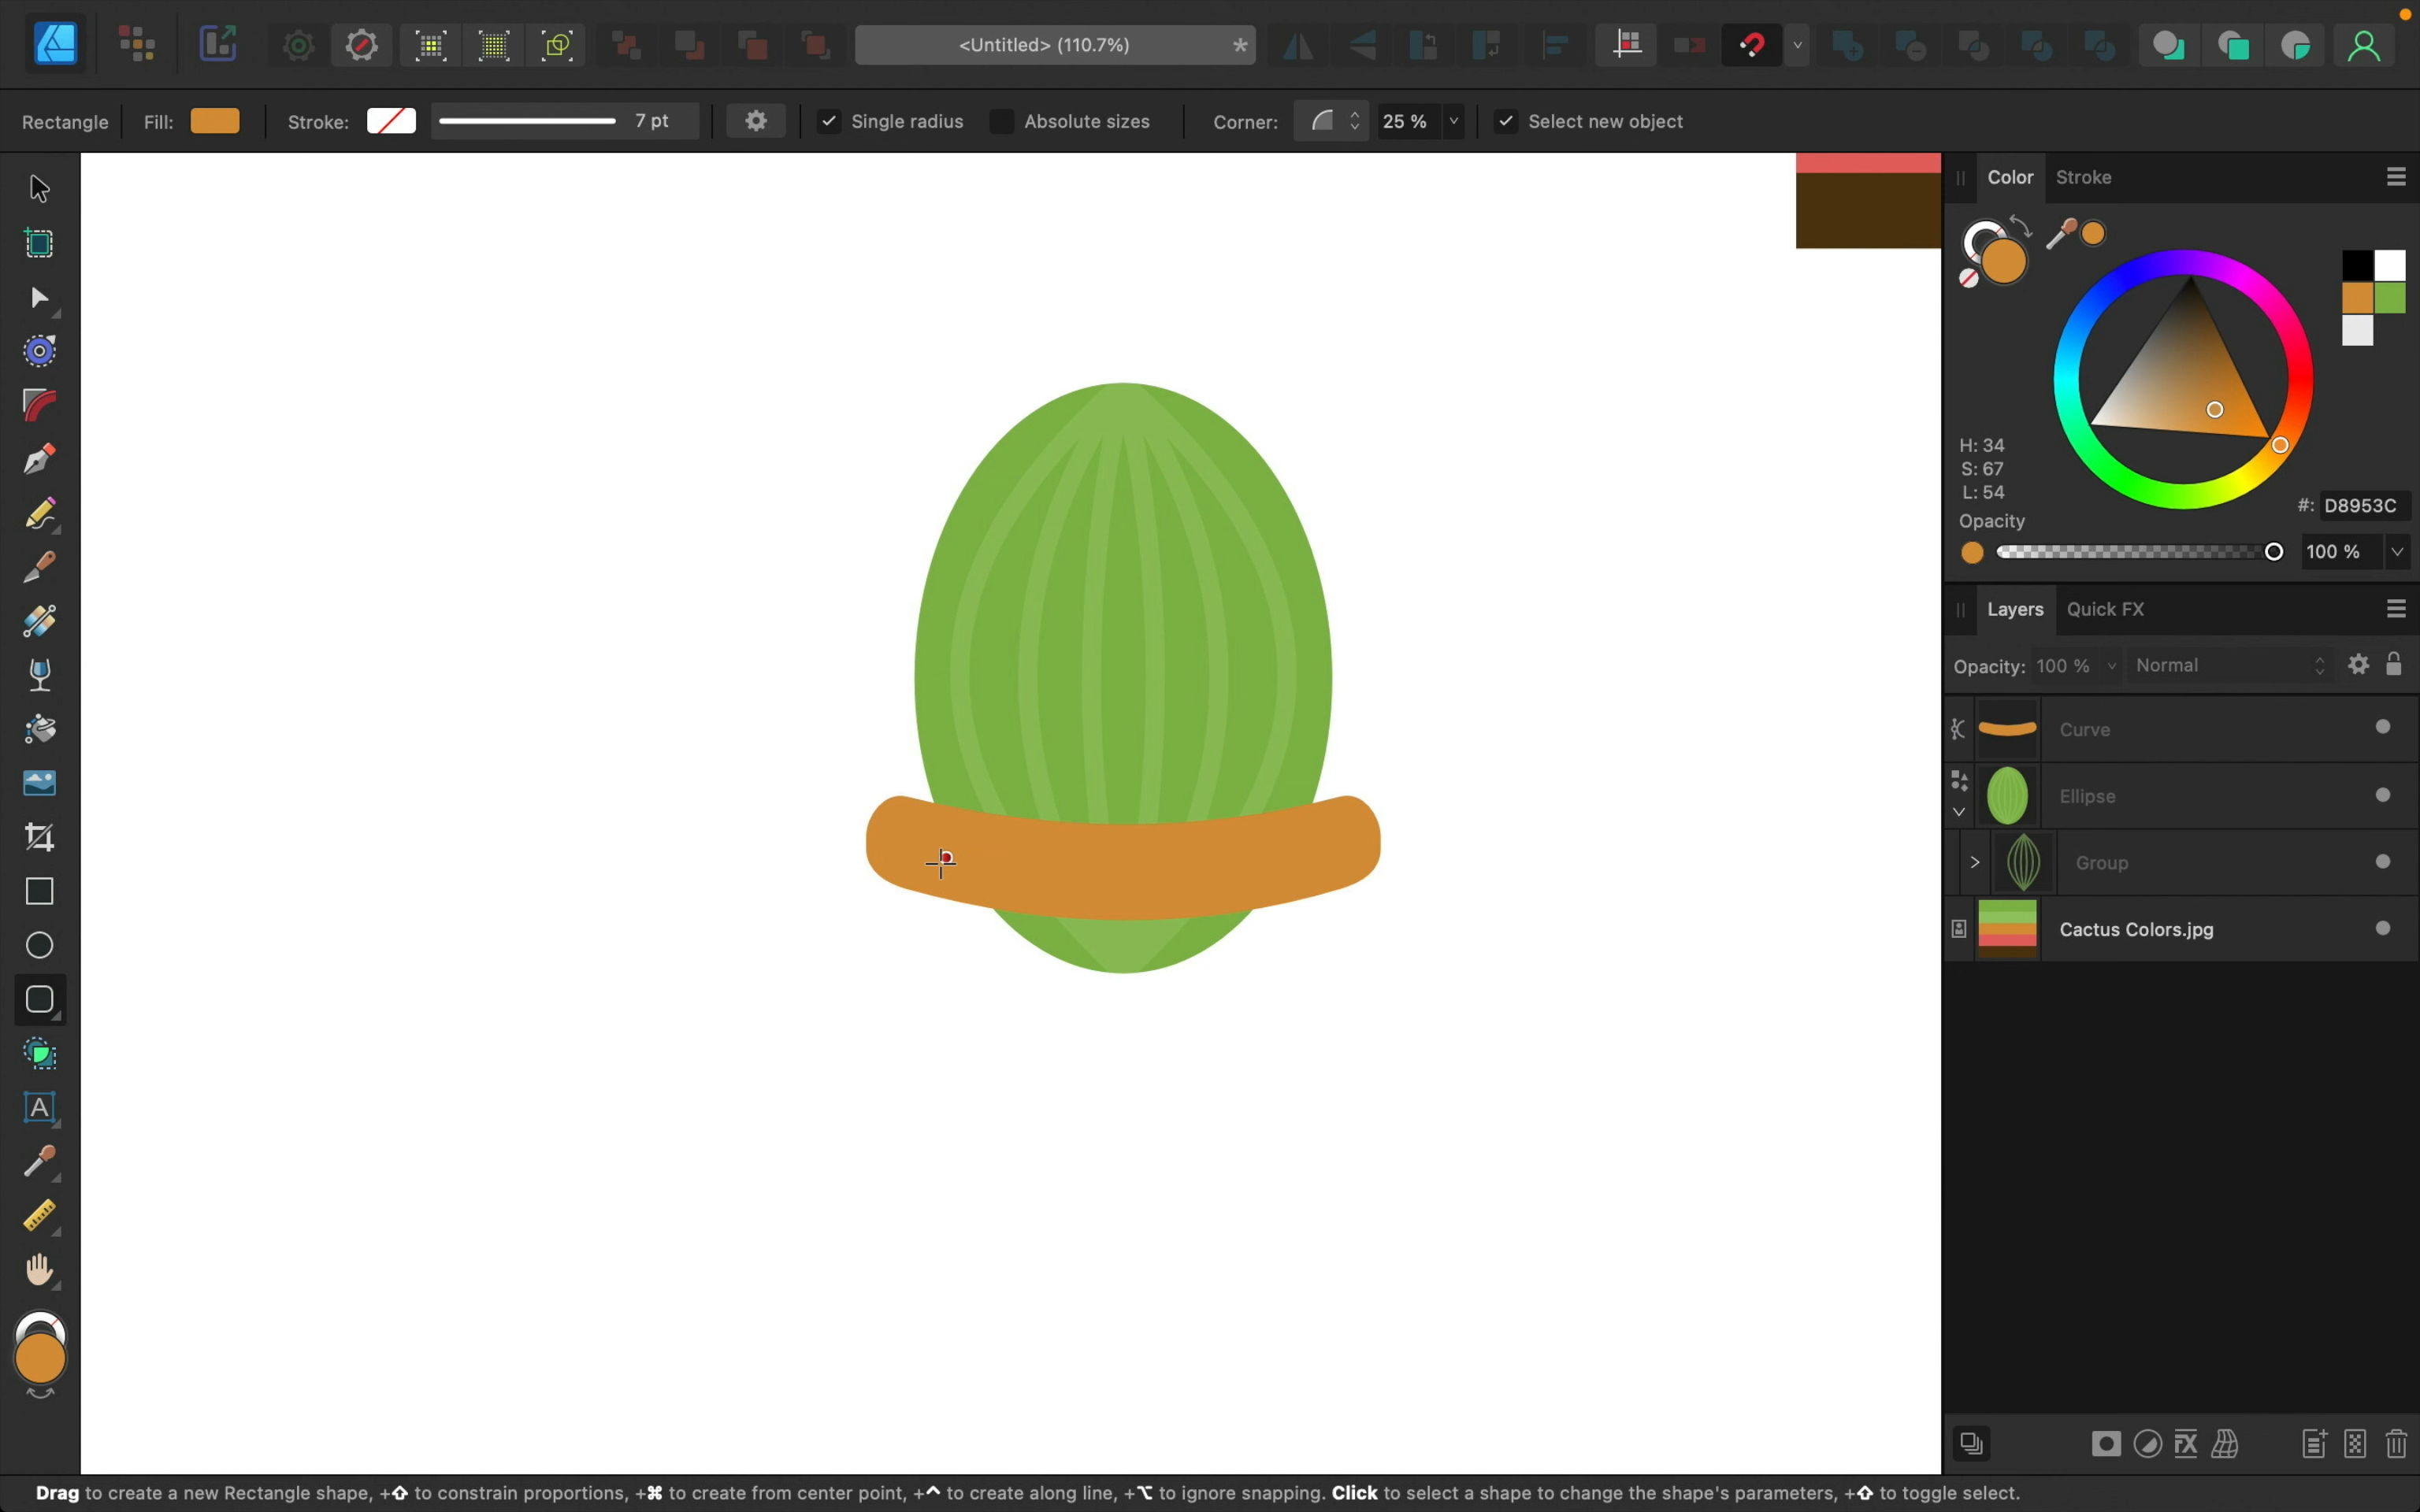 <Untitled> (110.7%)
*
Rectangle
Fill:
Stroke:
7 pt
Single radius
Absolute sizes
Corner:
25 %
Select new object
Color
Stroke
H: 34
S: 67
L: 54
#: D8953C
Opacity
100 %
Layers
Quick FX
Opacity: 100 %
Normal
Curve
Ellipse
Group
Cactus Colors.jpg
A
FX
Drag to create a new Rectangle shape, +⇧ to constrain proportions, +⌘ to create from center point, +⌃ to create along line, +⌥ to ignore snapping. Click to select a shape to change the shape's parameters, +⇧ to toggle select.